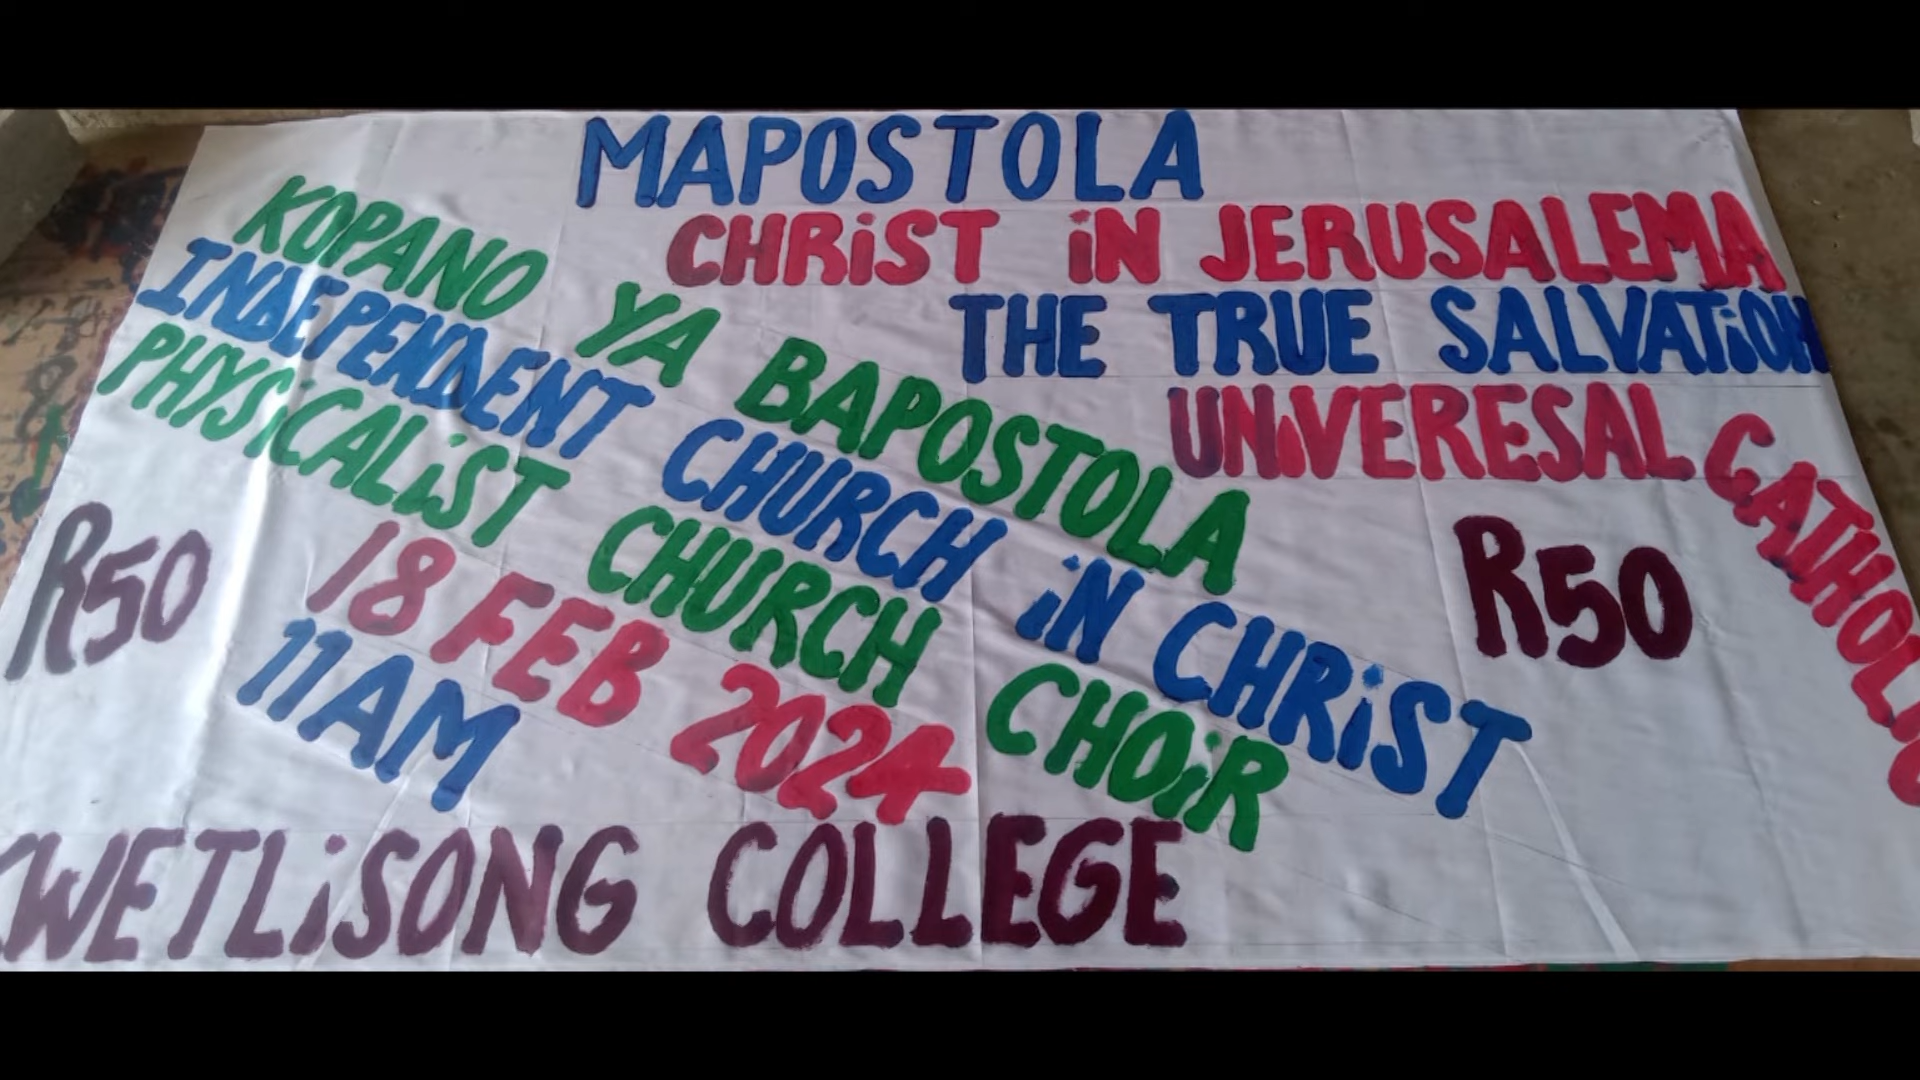 MAPOSTOLA
CHRiST iN JERUSALEMA
THE TRUE SALVATiON
UNiVERESAL CATHOLiC
KOPANO YA BAPOSTOLA
INDEPENDENT CHURCH iN CHRiST
PHYSiCALiST CHURCH CHOiR
R50
18 FEB 2024
R50
11AM
KWETLiSONG COLLEGE